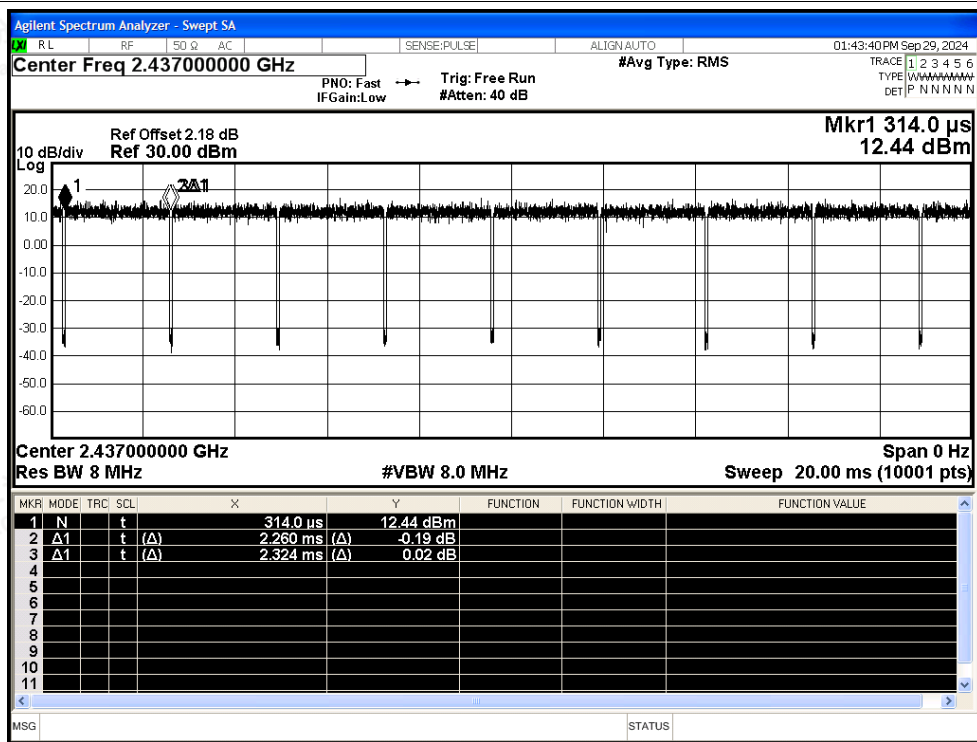 Agilent Spectrum Analyzer - Swept SA
LXI RL RF 50 Ω AC SENSE:PULSE ALIGN AUTO 01:43:40 PM Sep 29, 2024
Center Freq 2.437000000 GHz #Avg Type: RMS TRACE 1 2 3 4 5 6
PNO: Fast Trig: Free Run TYPE
IFGain:Low #Atten: 40 dB DET P N N N N N
Mkr1 314.0 µs
Ref Offset 2.18 dB
10 dB/div Ref 30.00 dBm 12.44 dBm
Log
20.0
1
10.0
0.00
-10.0
-20.0
-30.0
-40.0
-50.0
-60.0
Center 2.437000000 GHz Span 0 Hz
Res BW 8 MHz #VBW 8.0 MHz Sweep 20.00 ms (10001 pts)
MKR MODE TRC SCL X Y FUNCTION FUNCTION WIDTH FUNCTION VALUE
1 N t 314.0 µs 12.44 dBm
2 Δ1 t (Δ) 2.260 ms (Δ) -0.19 dB
3 Δ1 t (Δ) 2.324 ms (Δ) 0.02 dB
4
5
6
7
8
9
10
11
MSG STATUS